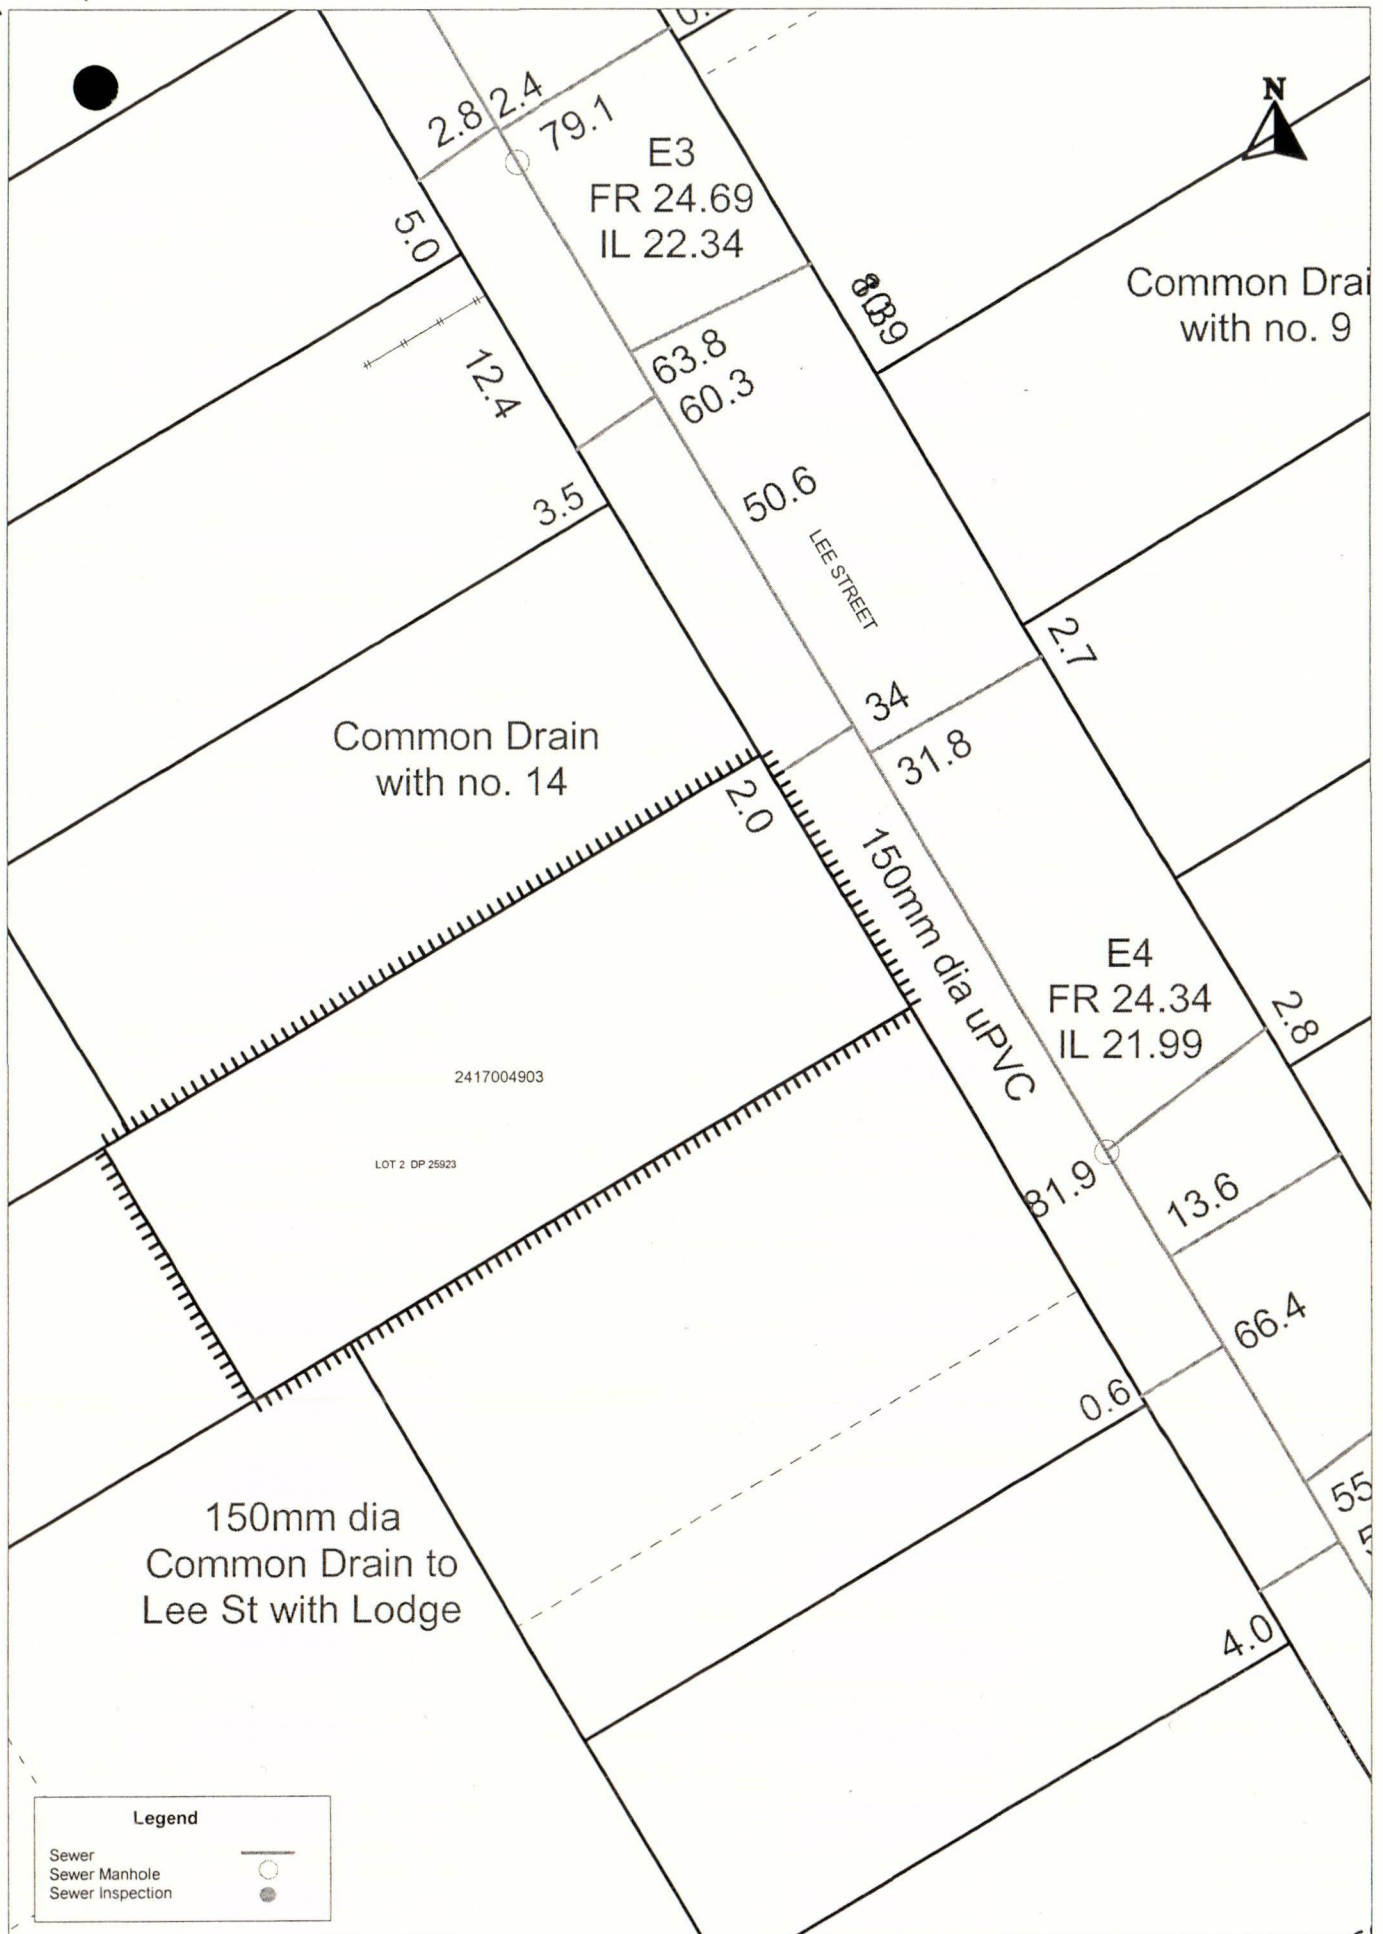 2.8
2.4
79.1
N
E3
FR 24.69
IL 22.34
5.0
Common Drai
with no. 9
12.4
63.8
60.3
3.5
50.6
LEE STREET
2.7
34
31.8
Common Drain
with no. 14
2.0
150mm dia uPVC
E4
FR 24.34
IL 21.99
2.8
2417004903
LOT 2 DP 25923
81.9
13.6
66.4
0.6
55
150mm dia
Common Drain to
Lee St with Lodge
4.0
Legend
Sewer
Sewer Manhole
Sewer Inspection